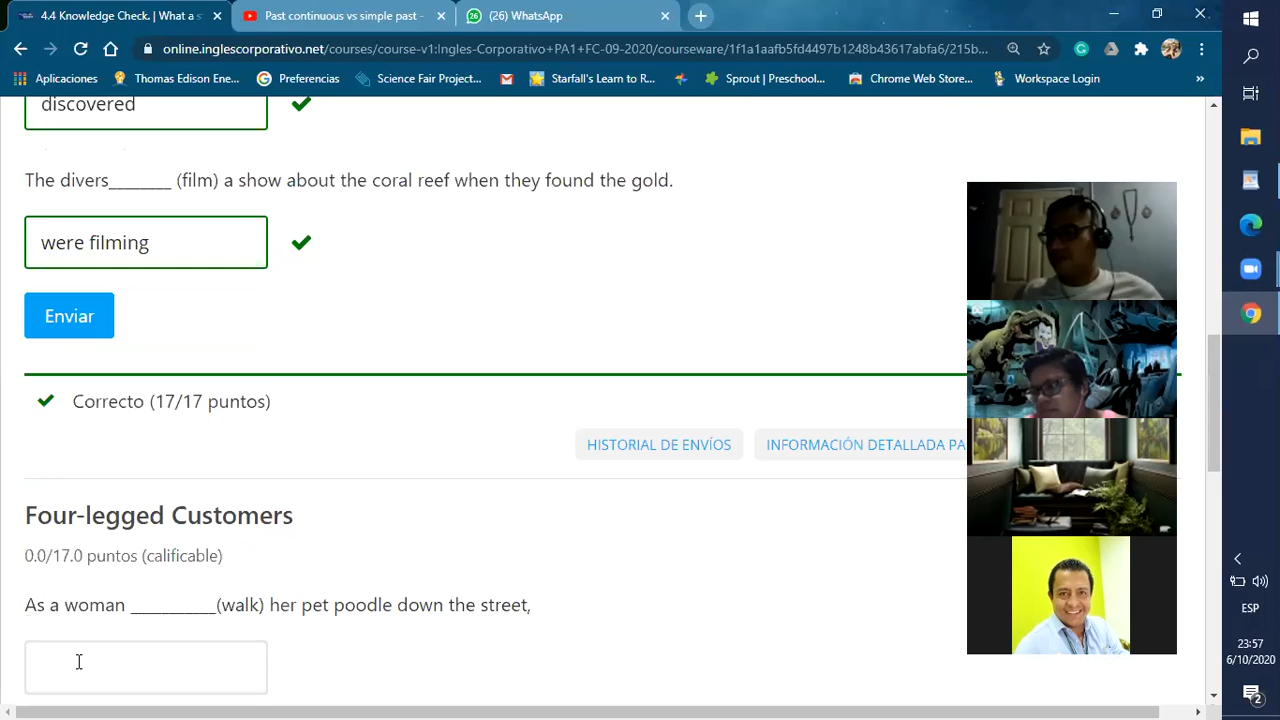 4.4 Knowledge Check. | What a s
Past continuous vs simple past -
(26) WhatsApp
online.inglescorporativo.net/courses/course-v1:Ingles-Corporativo+PA1+FC-09-2020/courseware/1f1a1aafb5fd4497b1248b43617abfa6/215b...
Aplicaciones
Thomas Edison Ene...
Preferencias
Science Fair Project...
Starfall's Learn to R...
Sprout | Preschool...
Chrome Web Store...
Workspace Login
»
discovered
The divers________ (film) a show about the coral reef when they found the gold.
were filming
Enviar
Correcto (17/17 puntos)
HISTORIAL DE ENVÍOS
INFORMACIÓN DETALLADA PA
Four-legged Customers
0.0/17.0 puntos (calificable)
As a woman ___________(walk) her pet poodle down the street,
ESP
23:57
6/10/2020
2